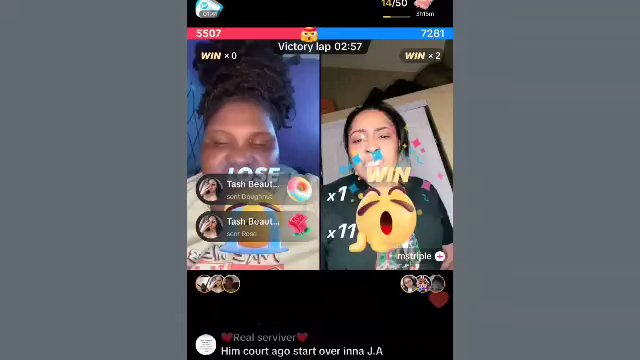 14/50
3h15m
5507
7281
Victory lap 02:57
WIN × 0
WIN × 2
LOSE
WIN
Tash Beaut...
sent Doughnut
x1
Tash Beaut...
sent Rose
x11
mstriple
Real serviver
Him court ago start over inna J.A